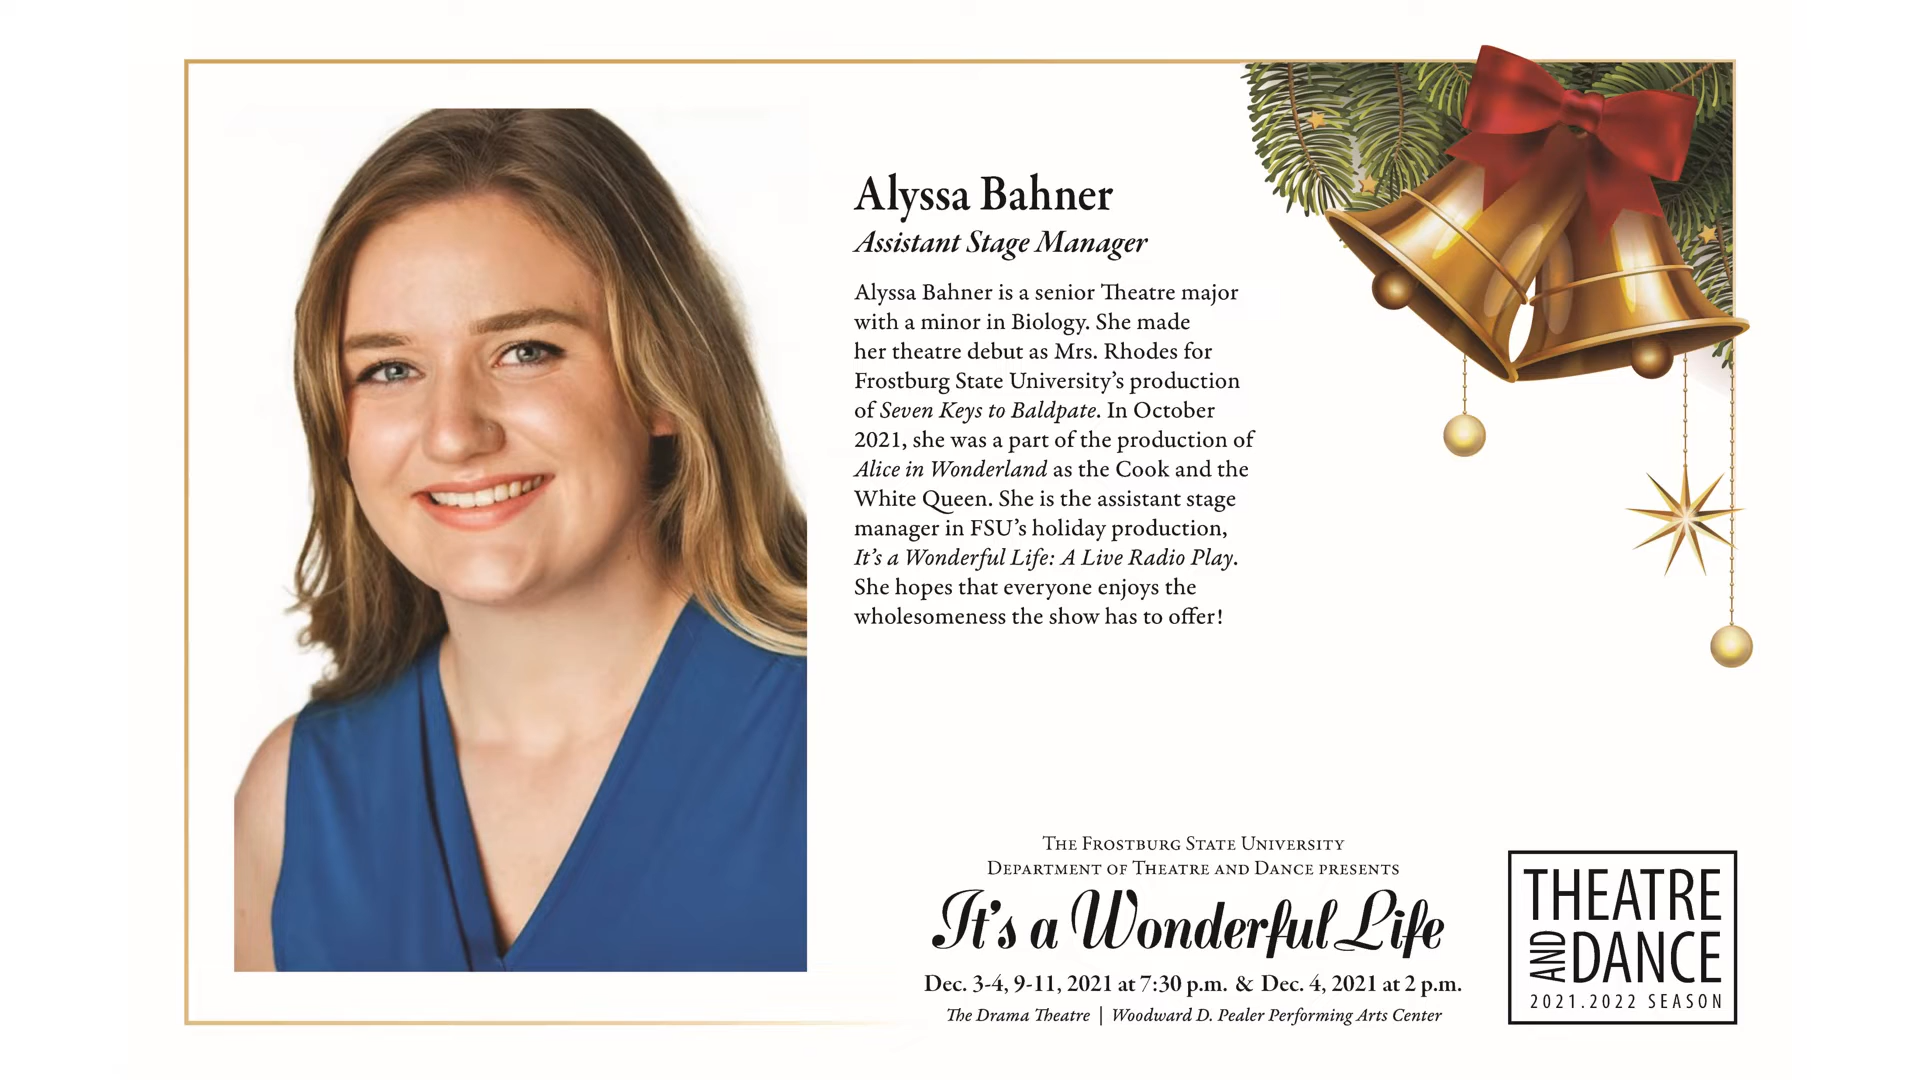 Alyssa Bahner
Assistant Stage Manager
Alyssa Bahner is a senior Theatre major
with a minor in Biology. She made
her theatre debut as Mrs. Rhodes for
Frostburg State University’s production
of Seven Keys to Baldpate. In October
2021, she was a part of the production of
Alice in Wonderland as the Cook and the
White Queen. She is the assistant stage
manager in FSU’s holiday production,
It’s a Wonderful Life: A Live Radio Play.
She hopes that everyone enjoys the
wholesomeness the show has to offer!
The Frostburg State University
Department of Theatre and Dance presents
It’s a Wonderful Life
Dec. 3-4, 9-11, 2021 at 7:30 p.m. & Dec. 4, 2021 at 2 p.m.
The Drama Theatre | Woodward D. Pealer Performing Arts Center
THEATRE
AND DANCE
2021.2022 SEASON